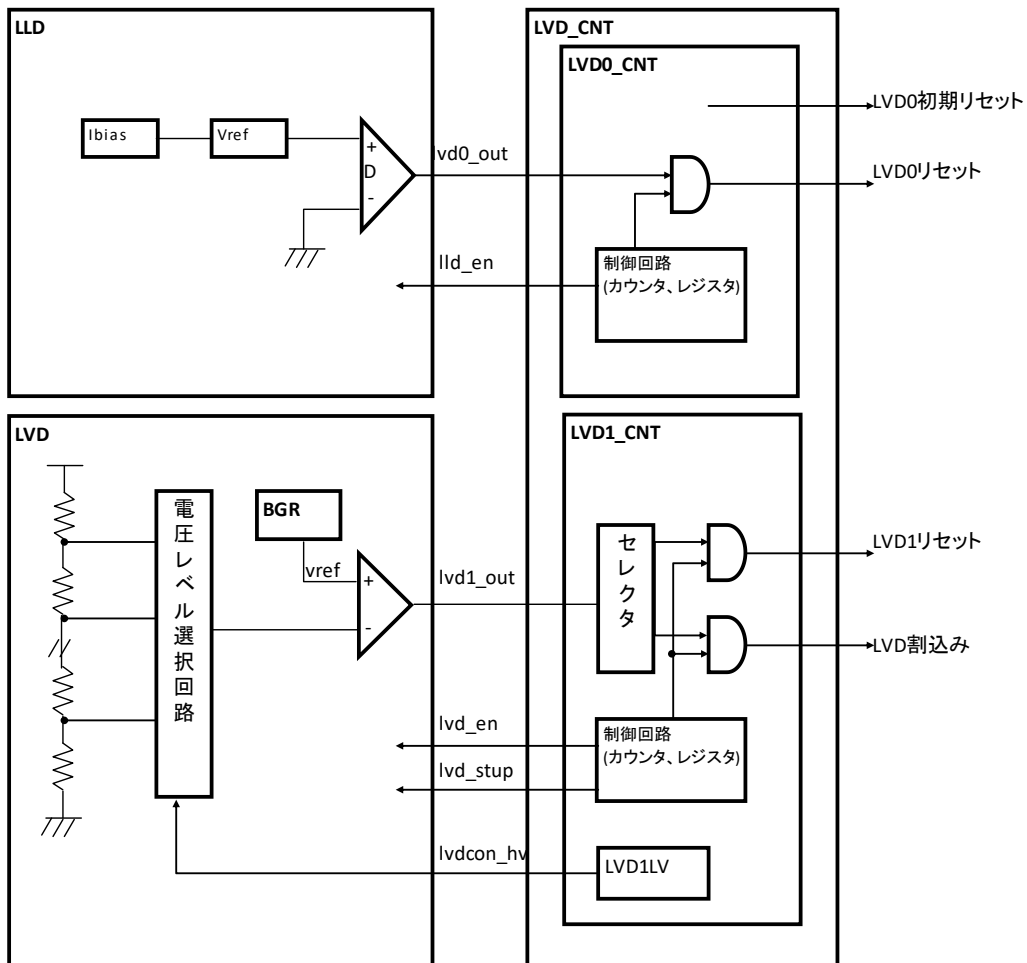 LLD
Ibias
Vref
+
D
-
lvd0_out
lld_en
LVD_CNT
LVD0_CNT
LVD0初期リセット
LVD0リセット
制御回路
(カウンタ、レジスタ)
LVD
電圧レベル選択回路
BGR
vref
+
-
lvd1_out
lvd_en
lvd_stup
lvdcon_hv
LVD1_CNT
セレクタ
LVD1リセット
LVD割込み
制御回路
(カウンタ、レジスタ)
LVD1LV